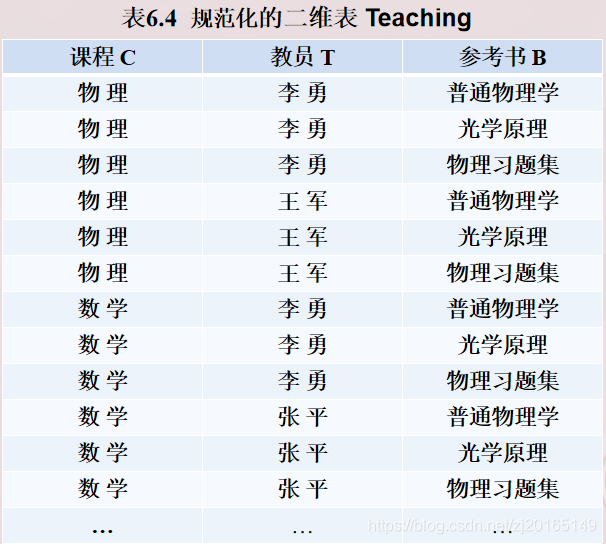 表6.4 规范化的二维表 Teaching
课程 C 教员 T 参考书 B
物 理 李 勇 普通物理学
物 理 李 勇 光学原理
物 理 李 勇 物理习题集
物 理 王 军 普通物理学
物 理 王 军 光学原理
物 理 王 军 物理习题集
数 学 李 勇 普通物理学
数 学 李 勇 光学原理
数 学 李 勇 物理习题集
数 学 张 平 普通物理学
数 学 张 平 光学原理
数 学 张 平 物理习题集
… … …
https://blog.csdn.net/zj20165149